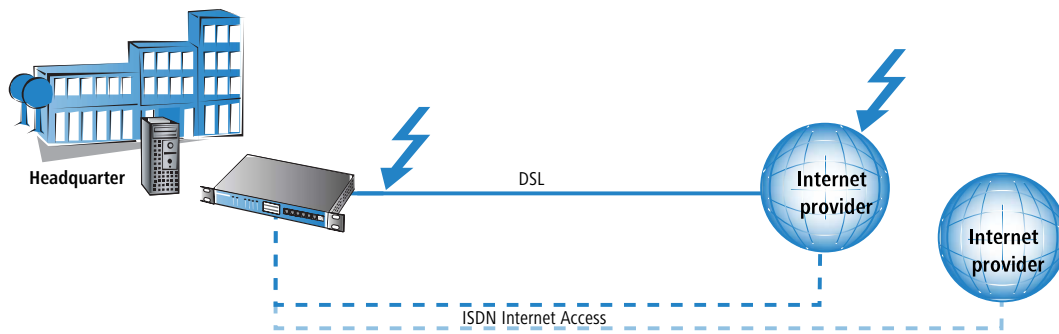 Headquarter
DSL
Internet
provider
Internet
provider
ISDN Internet Access